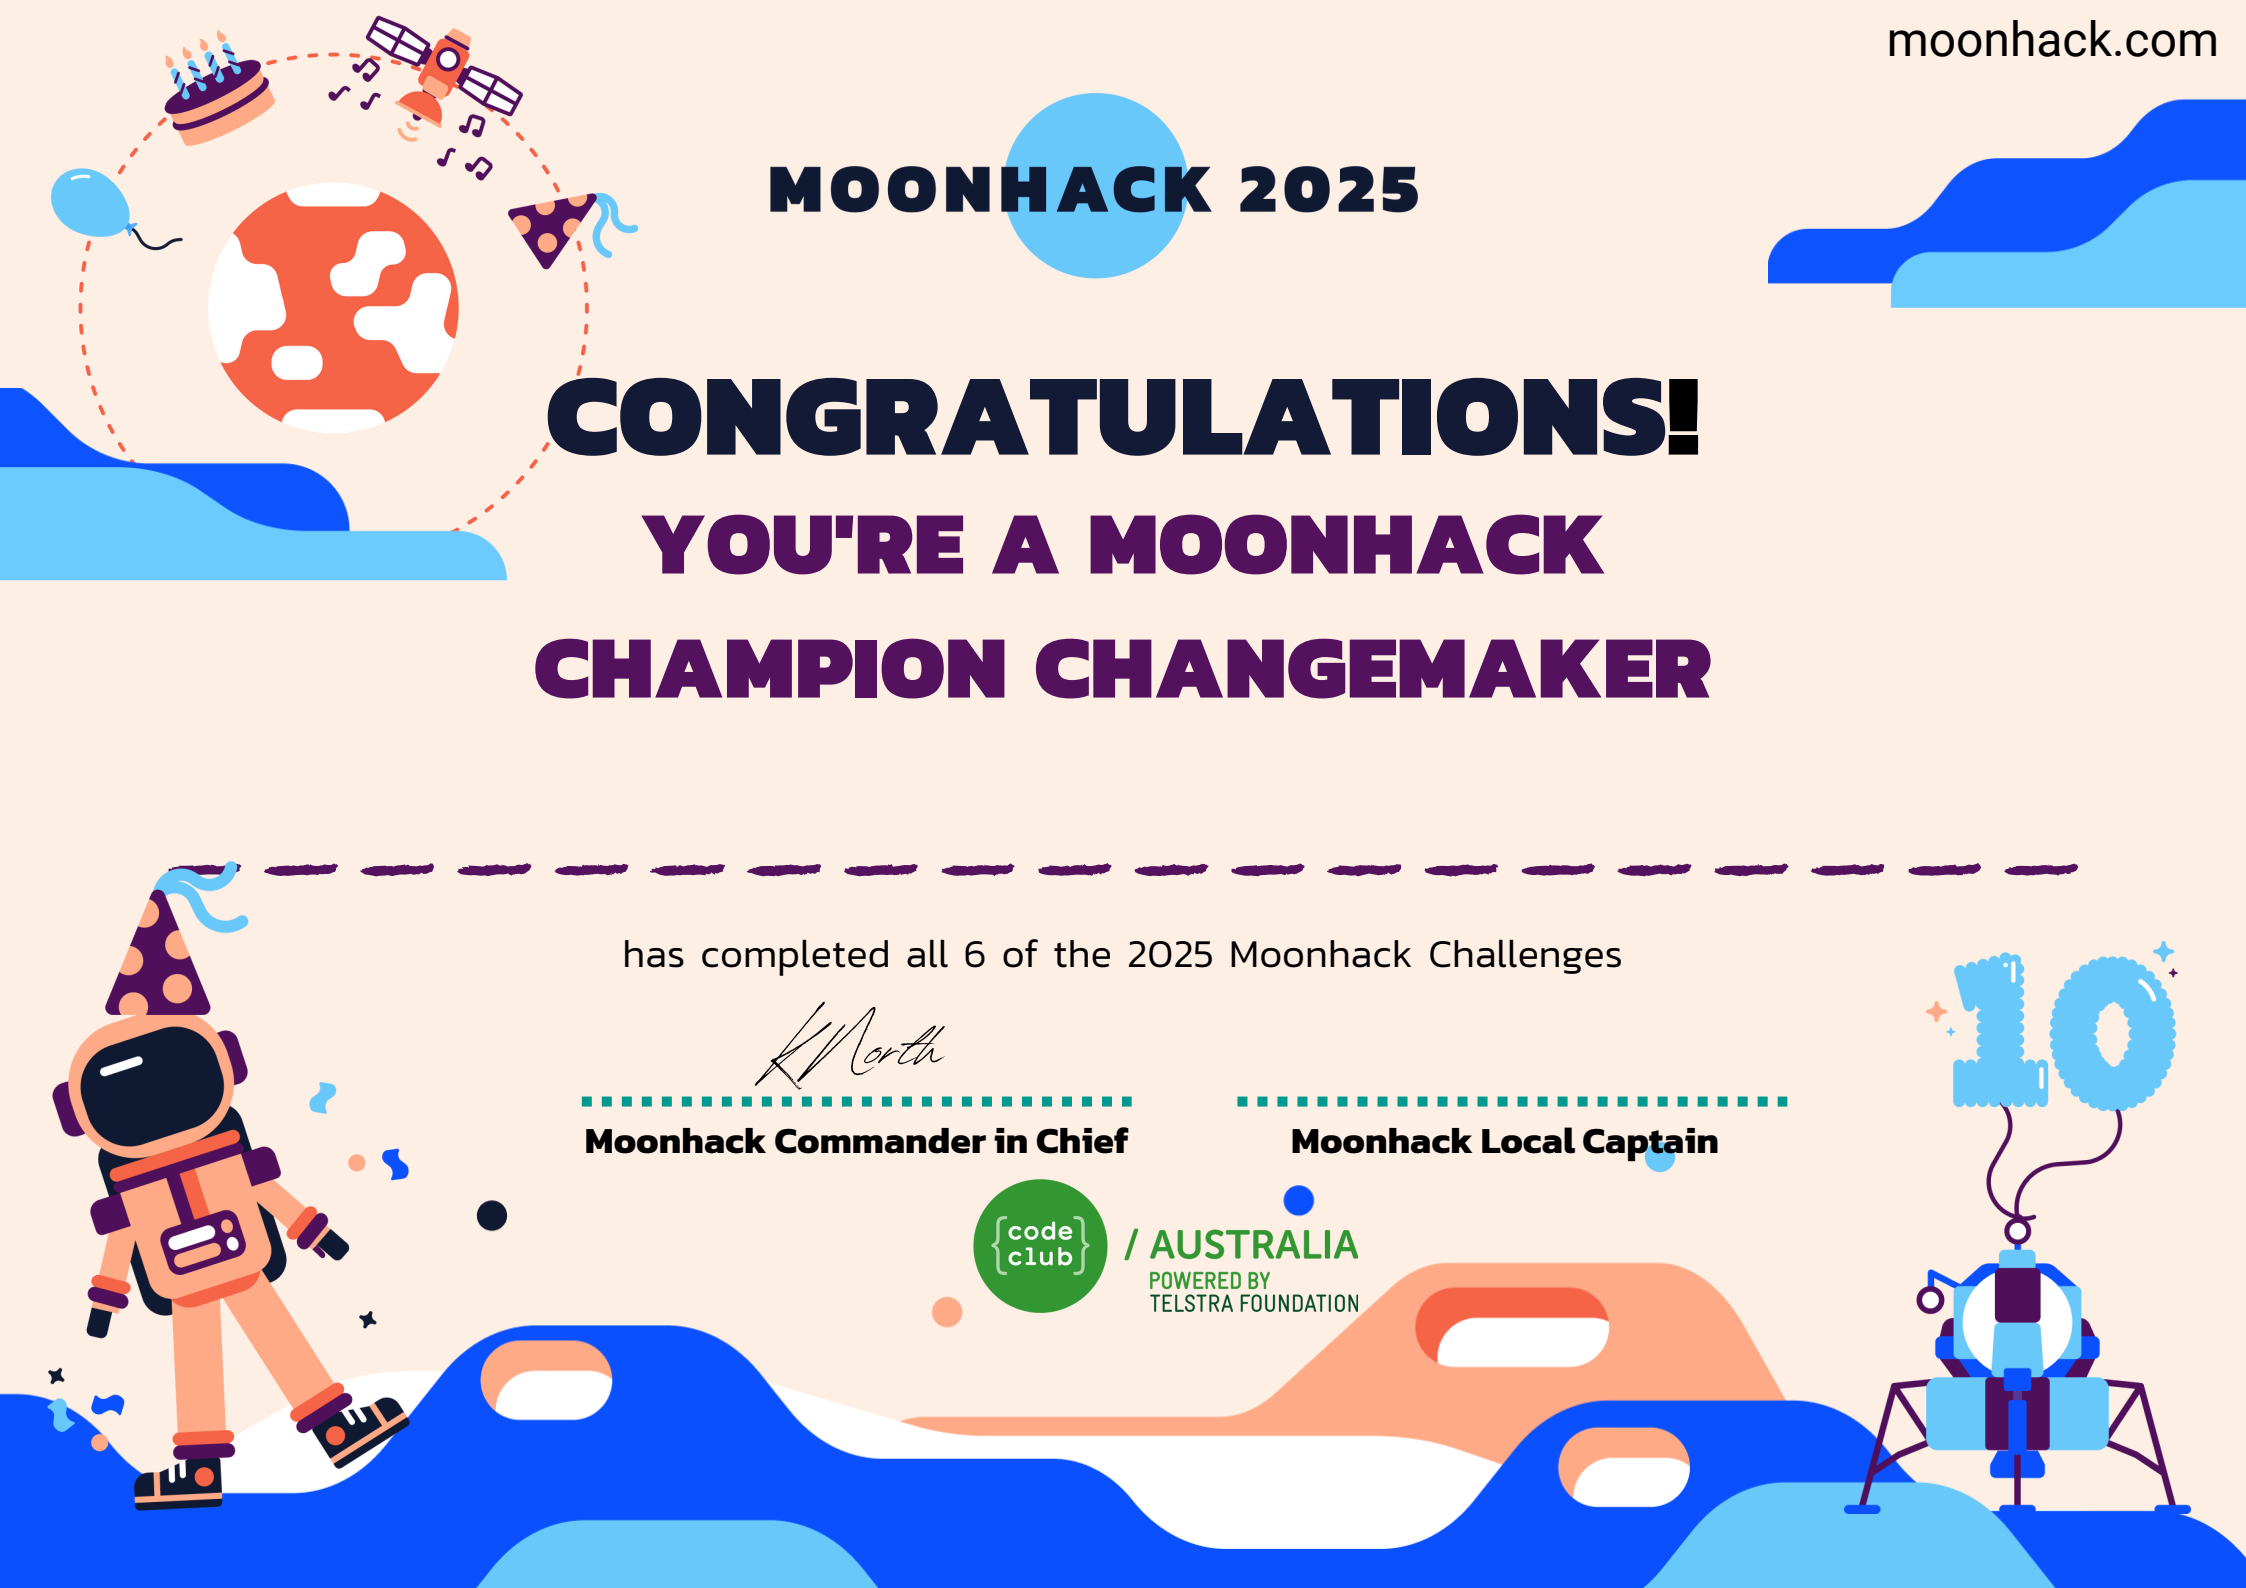 moonhack.com
MOONHACK 2025
CONGRATULATIONS!
YOU'RE A MOONHACK
CHAMPION CHANGEMAKER
has completed all 6 of the 2025 Moonhack Challenges
KNorth
Moonhack Commander in Chief
Moonhack Local Captain
{code club} / AUSTRALIA
POWERED BY
TELSTRA FOUNDATION
10